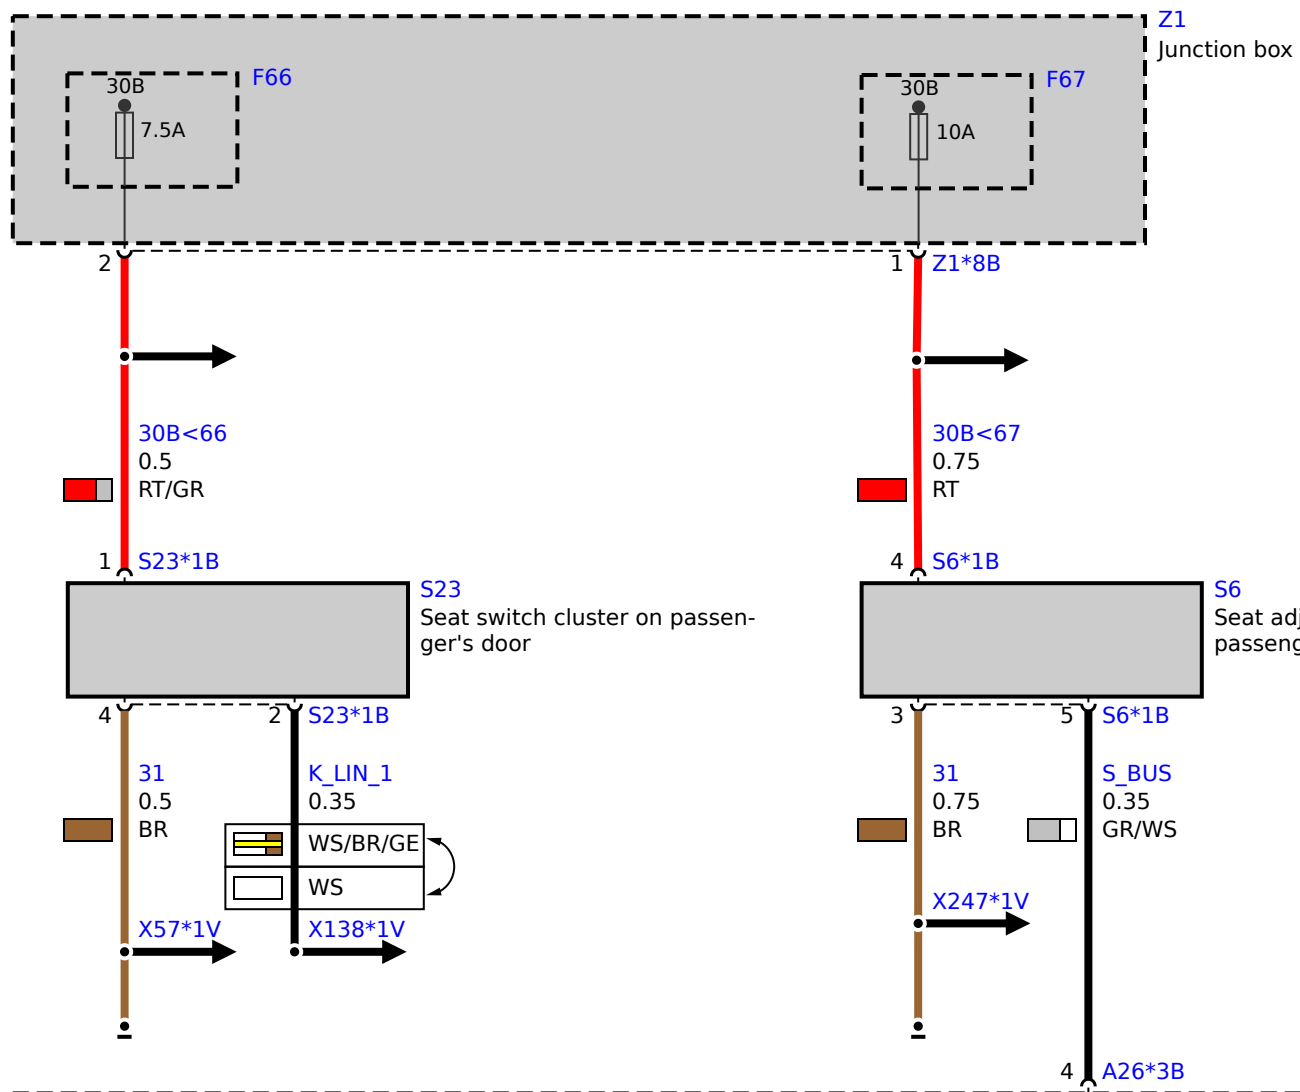 Z1
Junction box
F66
30B
7.5A
F67
30B
10A
2
1 Z1*8B
30B<66
0.5
RT/GR
30B<67
0.75
RT
1 S23*1B
4 S6*1B
S23
Seat switch cluster on passen-
ger's door
S6
Seat adj
passeng
4
2 S23*1B
3
5 S6*1B
31
0.5
BR
K_LIN_1
0.35
WS/BR/GE
WS
31
0.75
BR
S_BUS
0.35
GR/WS
X57*1V
X138*1V
X247*1V
4 A26*3B